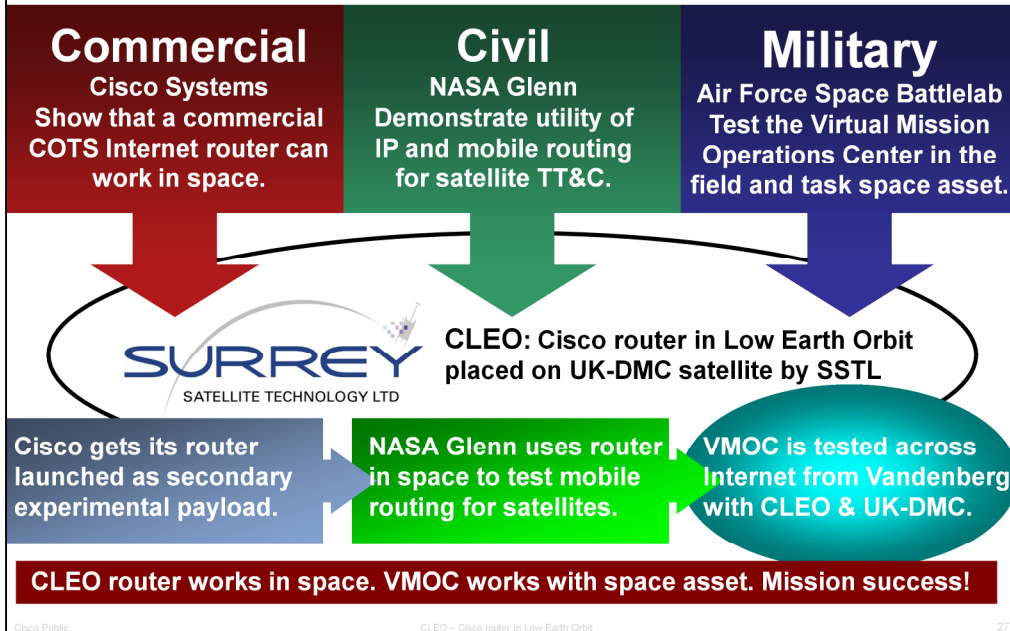 Commercial
Cisco Systems
Show that a commercial
COTS Internet router can
work in space.
Civil
NASA Glenn
Demonstrate utility of
IP and mobile routing
for satellite TT&C.
Military
Air Force Space Battlelab
Test the Virtual Mission
Operations Center in the
field and task space asset.
SURREY
SATELLITE TECHNOLOGY LTD
CLEO: Cisco router in Low Earth Orbit
placed on UK-DMC satellite by SSTL
Cisco gets its router
launched as secondary
experimental payload.
NASA Glenn uses router
in space to test mobile
routing for satellites.
VMOC is tested across
Internet from Vandenberg
with CLEO & UK-DMC.
CLEO router works in space. VMOC works with space asset. Mission success!
Cisco Public
CLEO – Cisco router in Low Earth Orbit
27